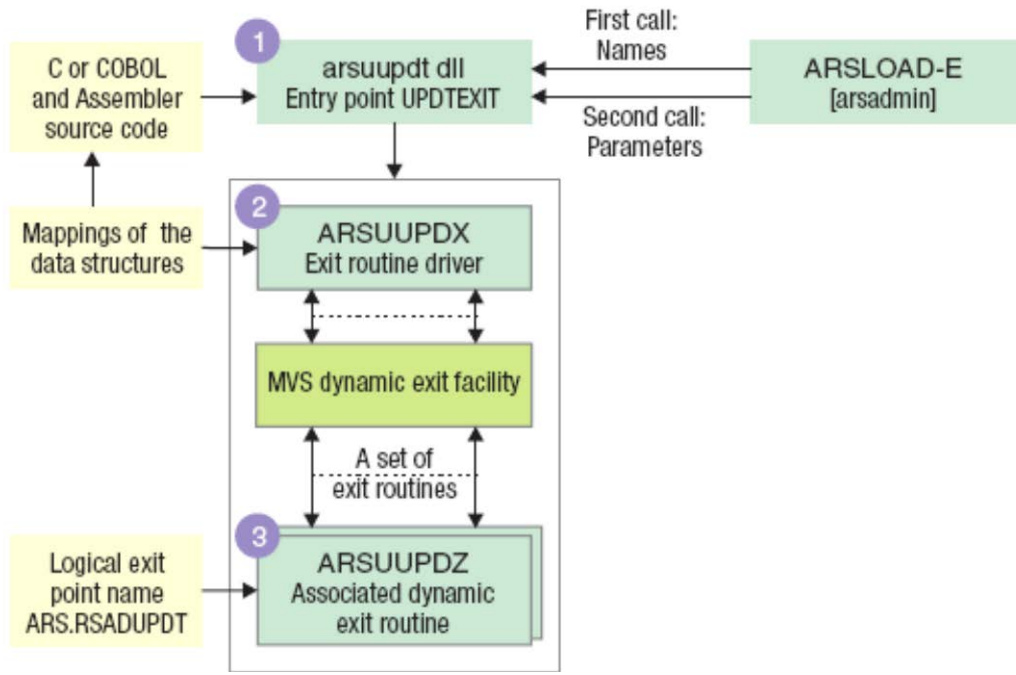 1
C or COBOL
and Assembler
source code
arsuupdt dll
Entry point UPDTEXIT
First call:
Names
Second call:
Parameters
ARSLOAD-E
[arsadmin]
Mappings of the
data structures
2
ARSUUPDX
Exit routine driver
MVS dynamic exit facility
A set of
exit routines
3
Logical exit
point name
ARS.RSADUPDT
ARSUUPDZ
Associated dynamic
exit routine